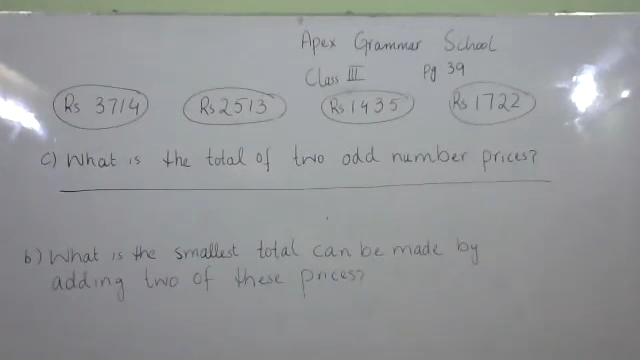 Apex Grammar School
Class III Pg 39
Rs 3714 Rs 2513 Rs 1435 Rs 1722
c) What is the total of two odd number prices?
b) What is the smallest total can be made by
adding two of these prices?